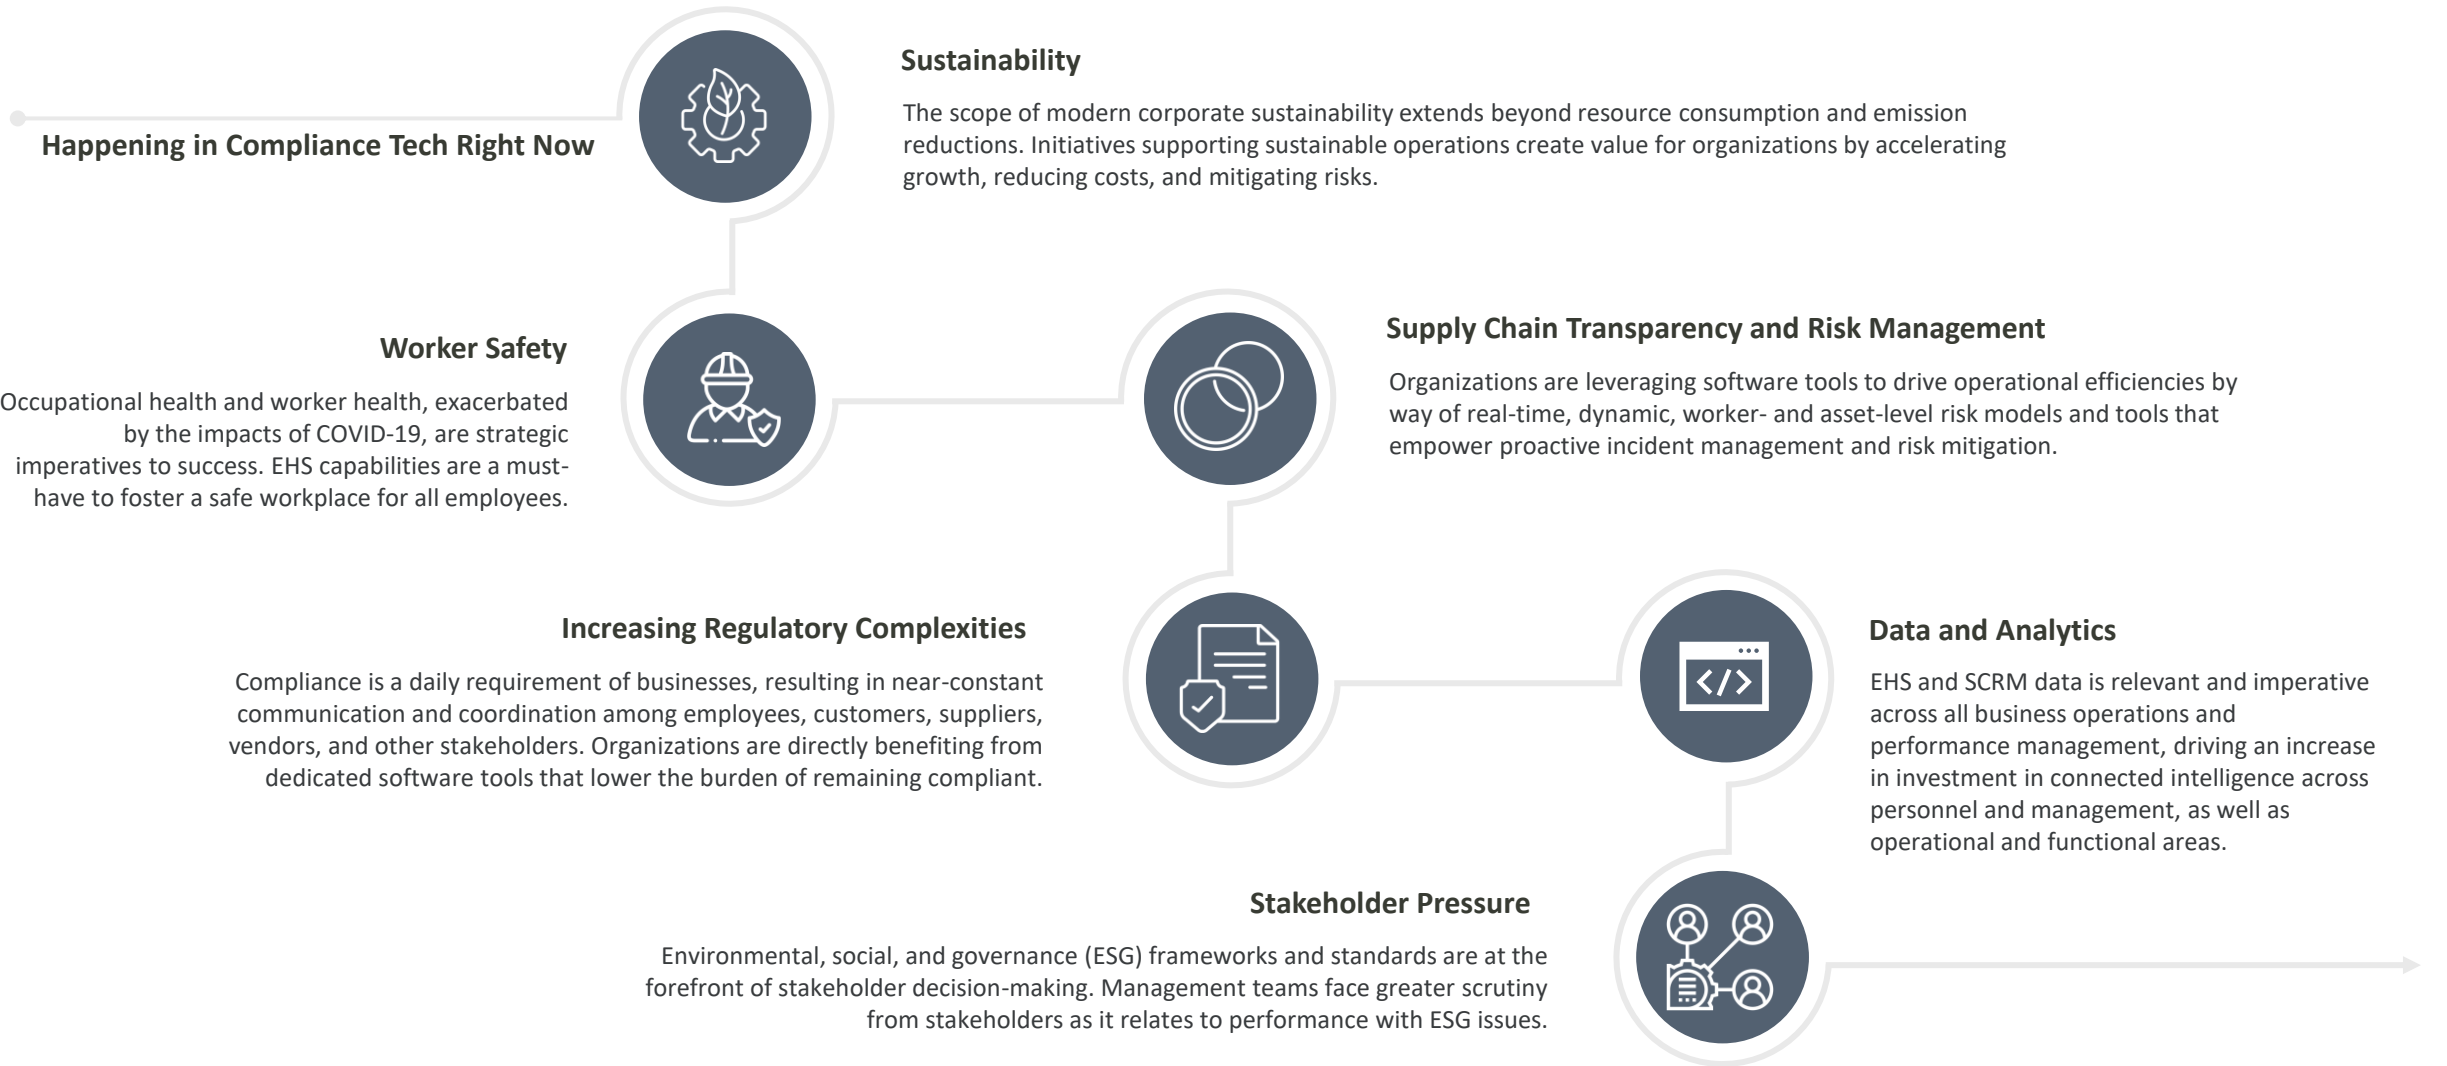 Happening in Compliance Tech Right Now
Sustainability
The scope of modern corporate sustainability extends beyond resource consumption and emission
reductions. Initiatives supporting sustainable operations create value for organizations by accelerating
growth, reducing costs, and mitigating risks.
Worker Safety
Occupational health and worker health, exacerbated
by the impacts of COVID-19, are strategic
imperatives to success. EHS capabilities are a must-
have to foster a safe workplace for all employees.
Supply Chain Transparency and Risk Management
Organizations are leveraging software tools to drive operational efficiencies by
way of real-time, dynamic, worker- and asset-level risk models and tools that
empower proactive incident management and risk mitigation.
Increasing Regulatory Complexities
Compliance is a daily requirement of businesses, resulting in near-constant
communication and coordination among employees, customers, suppliers,
vendors, and other stakeholders. Organizations are directly benefiting from
dedicated software tools that lower the burden of remaining compliant.
</>
Data and Analytics
EHS and SCRM data is relevant and imperative
across all business operations and
performance management, driving an increase
in investment in connected intelligence across
personnel and management, as well as
operational and functional areas.
Stakeholder Pressure
Environmental, social, and governance (ESG) frameworks and standards are at the
forefront of stakeholder decision-making. Management teams face greater scrutiny
from stakeholders as it relates to performance with ESG issues.